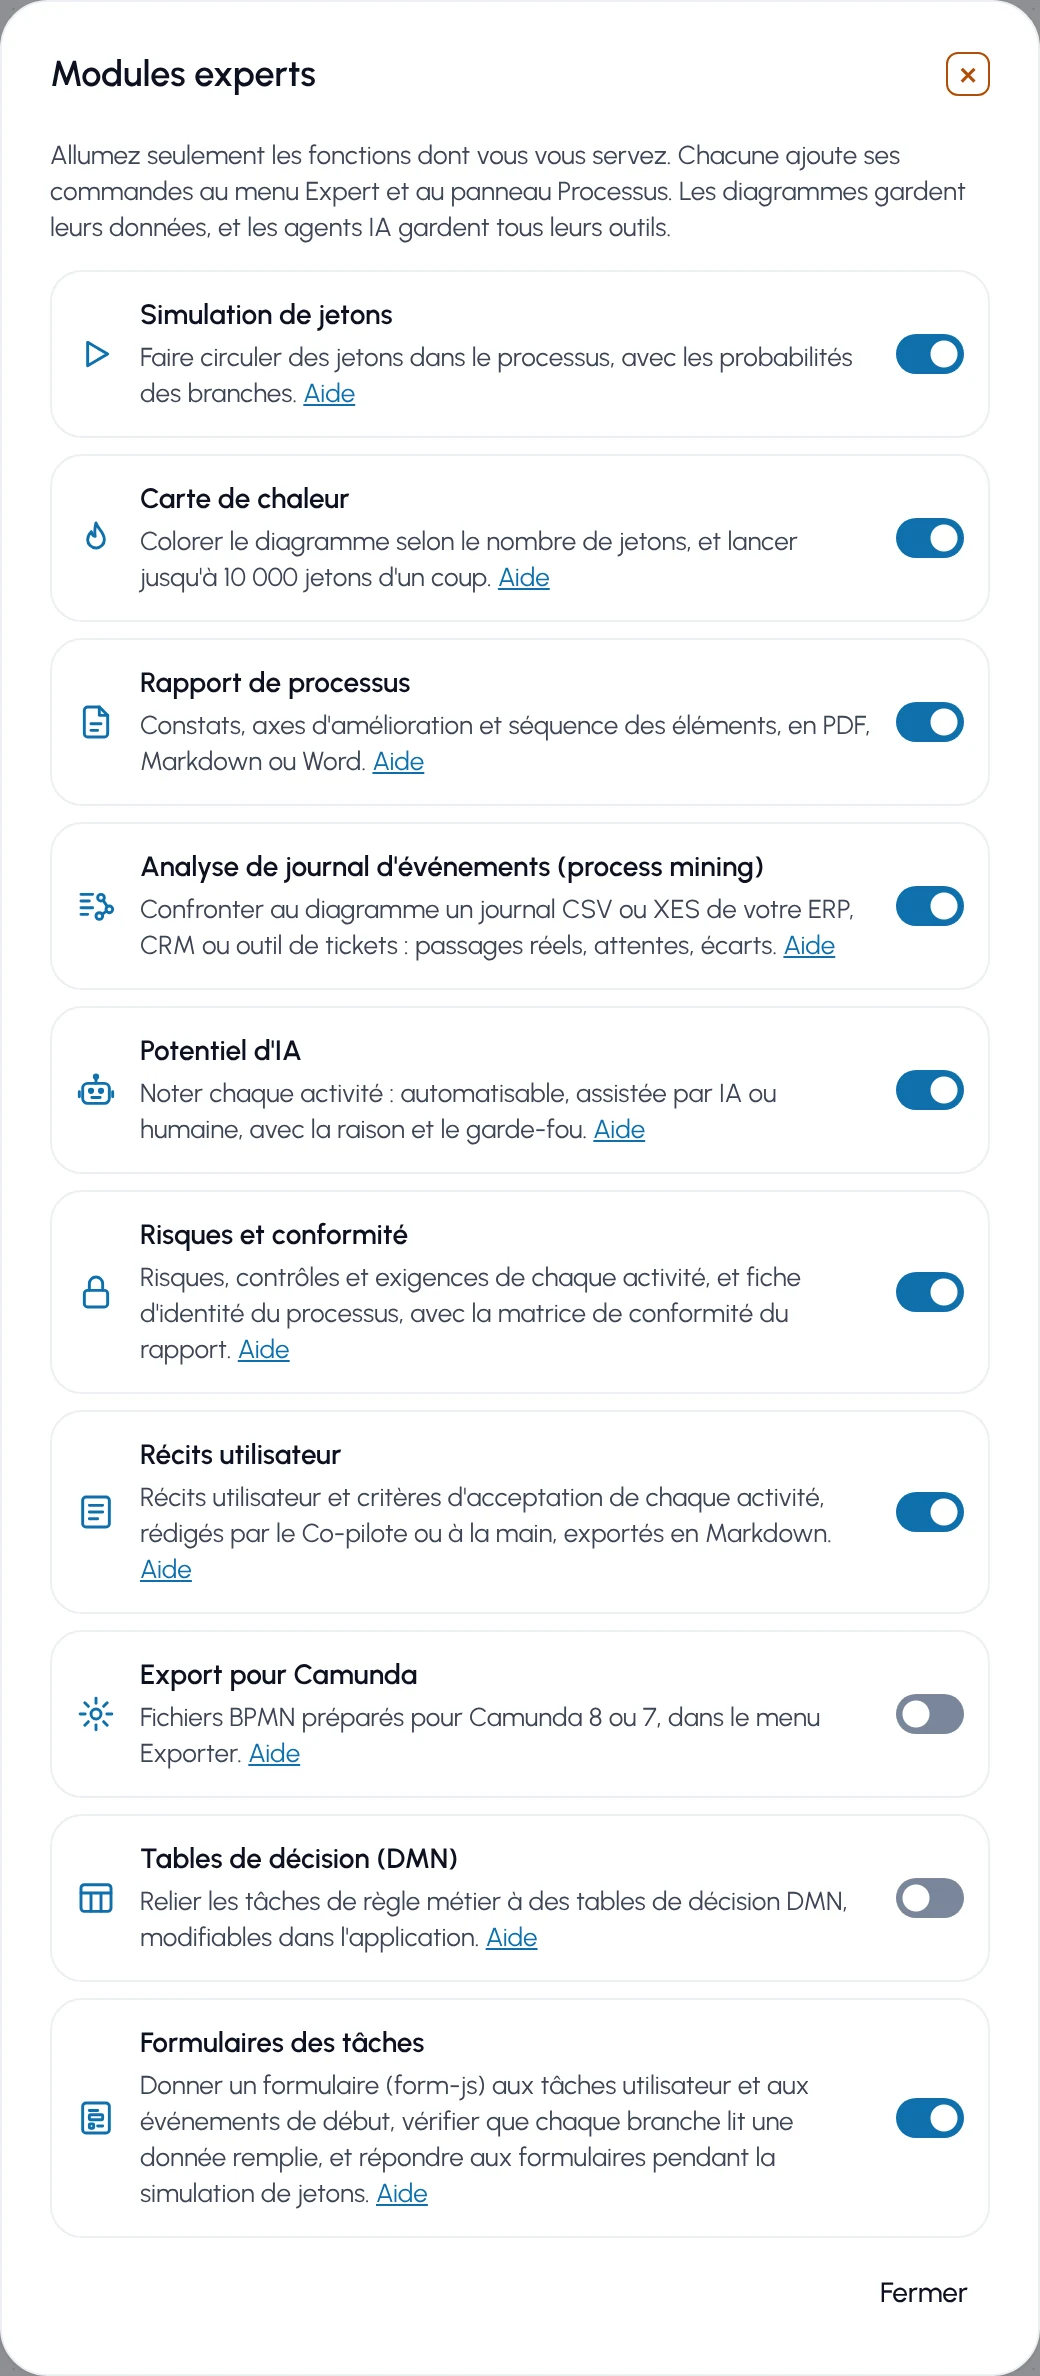 Modules experts
Allumez seulement les fonctions dont vous vous servez. Chacune ajoute ses
commandes au menu Expert et au panneau Processus. Les diagrammes gardent
leurs données, et les agents IA gardent tous leurs outils.
Simulation de jetons
Faire circuler des jetons dans le processus, avec les probabilités
des branches. Aide
Carte de chaleur
Colorer le diagramme selon le nombre de jetons, et lancer
jusqu'à 10 000 jetons d'un coup. Aide
Rapport de processus
Constats, axes d'amélioration et séquence des éléments, en PDF,
Markdown ou Word. Aide
Analyse de journal d'événements (process mining)
Confronter au diagramme un journal CSV ou XES de votre ERP,
CRM ou outil de tickets : passages réels, attentes, écarts. Aide
Potentiel d'IA
Noter chaque activité : automatisable, assistée par IA ou
humaine, avec la raison et le garde-fou. Aide
Risques et conformité
Risques, contrôles et exigences de chaque activité, et fiche
d'identité du processus, avec la matrice de conformité du
rapport. Aide
Récits utilisateur
Récits utilisateur et critères d'acceptation de chaque activité,
rédigés par le Co-pilote ou à la main, exportés en Markdown.
Aide
Export pour Camunda
Fichiers BPMN préparés pour Camunda 8 ou 7, dans le menu
Exporter. Aide
Tables de décision (DMN)
Relier les tâches de règle métier à des tables de décision DMN,
modifiables dans l'application. Aide
Formulaires des tâches
Donner un formulaire (form-js) aux tâches utilisateur et aux
événements de début, vérifier que chaque branche lit une
donnée remplie, et répondre aux formulaires pendant la
simulation de jetons. Aide
Fermer